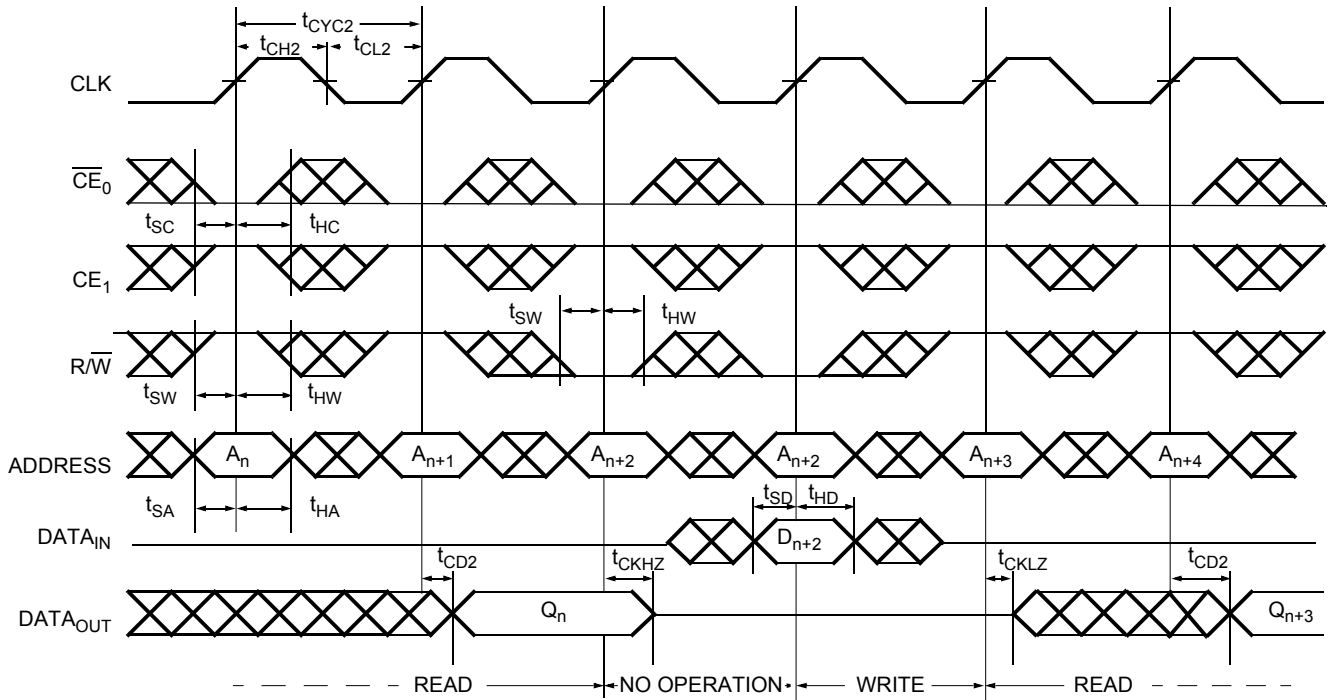 tCYC2
tCH2 tCL2
CLK
CE0
tSC tHC
CE1
tSW tHW
R/W
tSW tHW
ADDRESS An An+1 An+2 An+2 An+3 An+4
tSA tHA tSD tHD
DATAIN Dn+2
tCD2 tCKHZ tCKLZ tCD2
DATAOUT Qn Qn+3
READ NO OPERATION WRITE READ